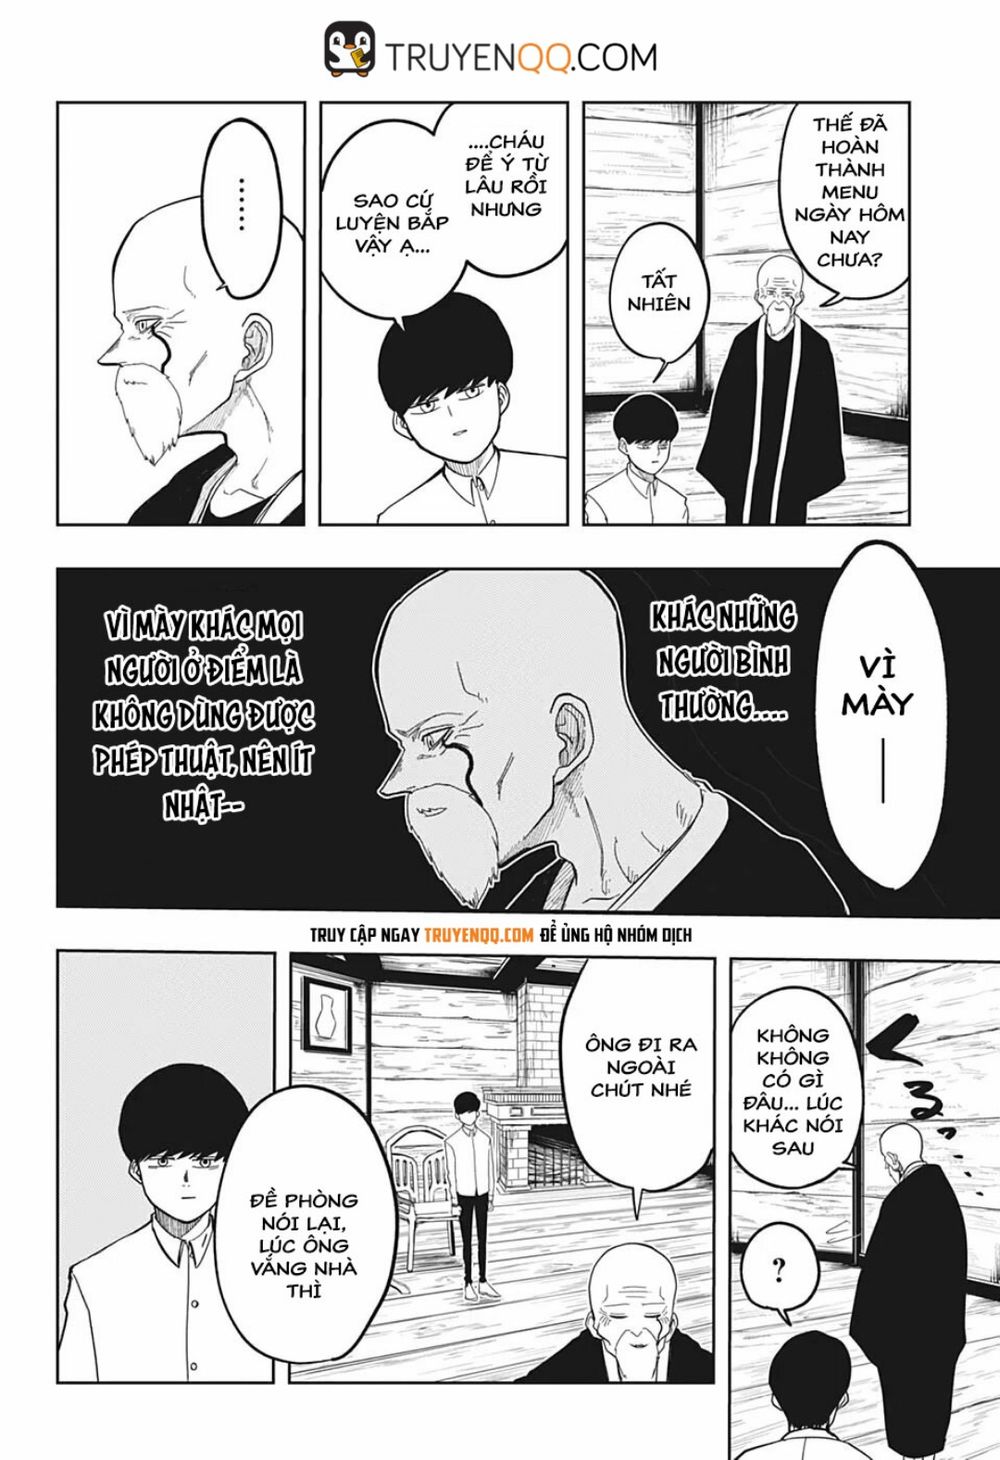 TRUYENQQ.COM
THẾ ĐÃ
HOÀN
THÀNH
MENU
NGÀY HÔM
NAY
CHƯA?
TẤT
NHIÊN
....CHÁU
ĐỂ Ý TỪ
LÂU RỒI
NHƯNG
SAO CỨ
LUYỆN BẮP
VẬY Ạ...
......
VÌ
MÀY
—
KHÁC NHỮNG
NGƯỜI BÌNH
THƯỜNG....
VÌ MÀY KHÁC MỌI
NGƯỜI Ở ĐIỂM LÀ
KHÔNG DÙNG ĐƯỢC
PHÉP THUẬT, NÊN ÍT
NHẬT--
TRUY CẬP NGAY TRUYENQQ.COM ĐỂ ỦNG HỘ NHÓM DỊCH
くるっ
KHÔNG
KHÔNG
CÓ GÌ
ĐÂU... LÚC
KHÁC NÓI
SAU
?
ÔNG ĐI RA
NGOÀI
CHÚT NHÉ
ĐỀ PHÒNG
NÓI LẠI,
LÚC ÔNG
VẮNG NHÀ
THÌ